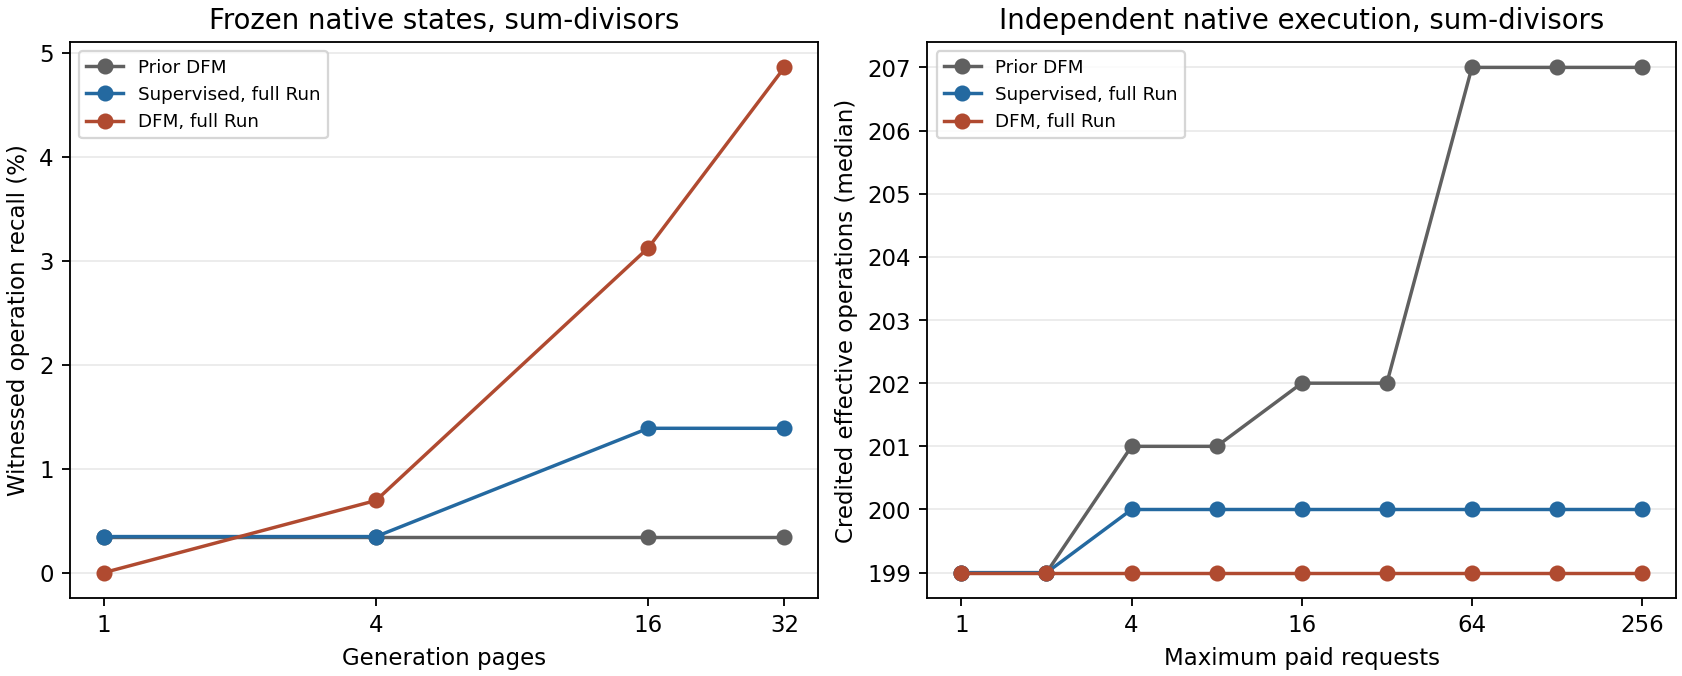 Frozen native states, sum-divisors
Witnessed operation recall (%)
5
4
3
2
1
0
Prior DFM
Supervised, full Run
DFM, full Run
1
4
16
32
Generation pages
Independent native execution, sum-divisors
Credited effective operations (median)
207
206
205
204
203
202
201
200
199
Prior DFM
Supervised, full Run
DFM, full Run
1
4
16
64
256
Maximum paid requests